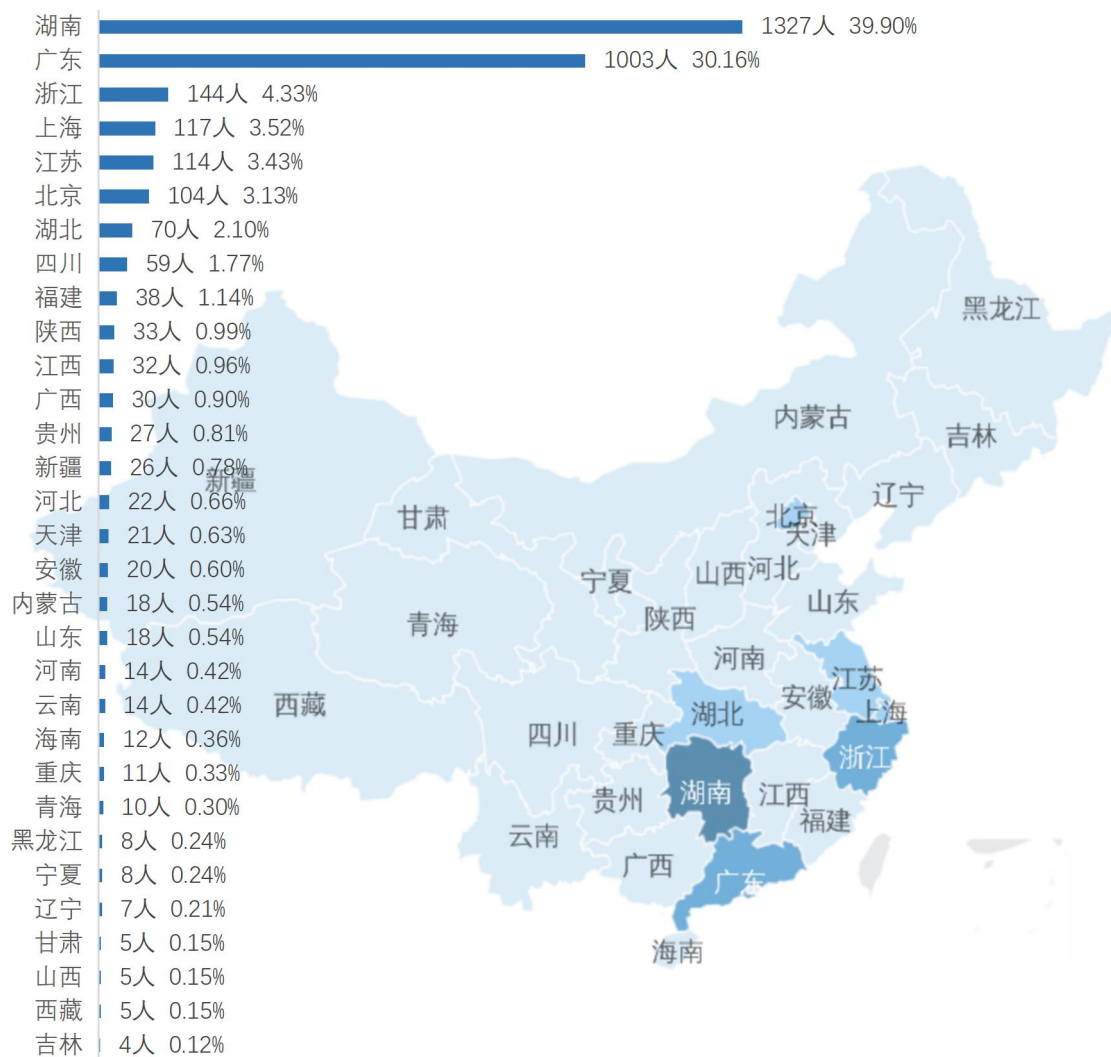 湖南 1327人 39.90%
广东 1003人 30.16%
浙江 144人 4.33%
上海 117人 3.52%
江苏 114人 3.43%
北京 104人 3.13%
湖北 70人 2.10%
四川 59人 1.77%
福建 38人 1.14%
陕西 33人 0.99%
江西 32人 0.96%
广西 30人 0.90%
贵州 27人 0.81%
新疆 26人 0.78%
河北 22人 0.66%
天津 21人 0.63%
安徽 20人 0.60%
内蒙古 18人 0.54%
山东 18人 0.54%
河南 14人 0.42%
云南 14人 0.42%
海南 12人 0.36%
重庆 11人 0.33%
青海 10人 0.30%
黑龙江 8人 0.24%
宁夏 8人 0.24%
辽宁 7人 0.21%
甘肃 5人 0.15%
山西 5人 0.15%
西藏 5人 0.15%
吉林 4人 0.12%
黑龙江
内蒙古
吉林
新疆
辽宁
甘肃
北京
天津
宁夏
山西
河北
山东
青海
陕西
河南
江苏
西藏
安徽
上海
四川
重庆
湖北
浙江
贵州
湖南
江西
福建
云南
广西
广东
海南